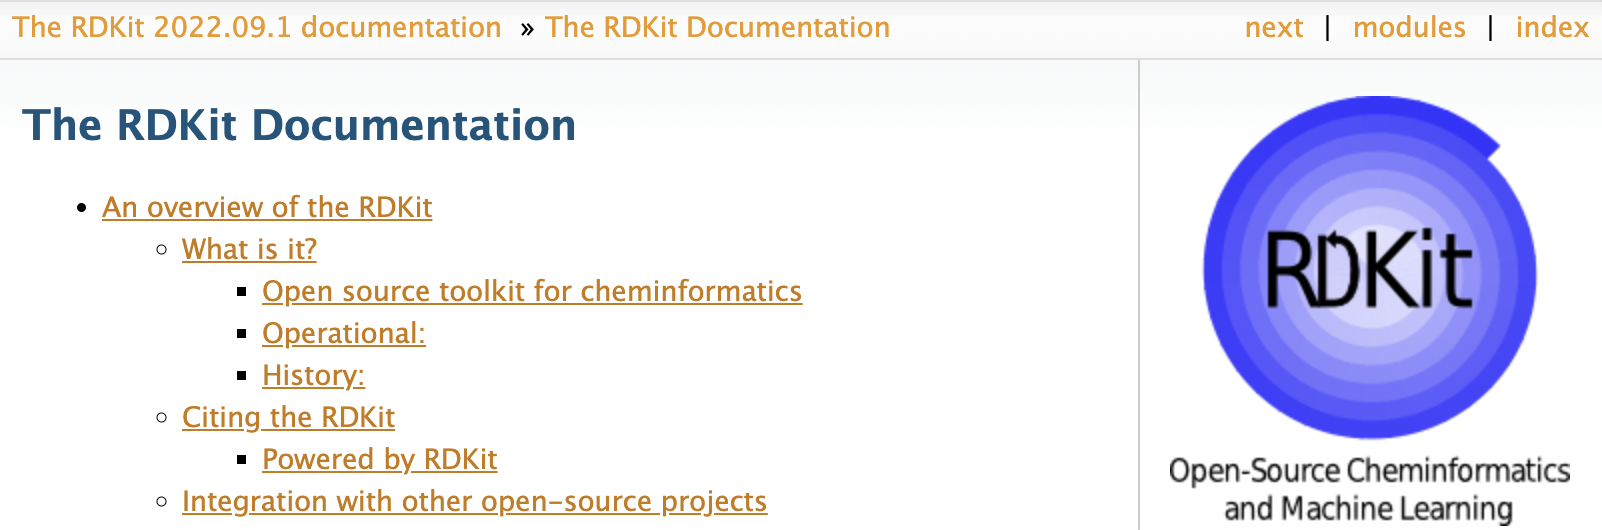 The RDKit 2022.09.1 documentation » The RDKit Documentation
next | modules | index
The RDKit Documentation
An overview of the RDKit
What is it?
Open source toolkit for cheminformatics
Operational:
History:
Citing the RDKit
Powered by RDKit
Integration with other open-source projects
RDKit
Open-Source Cheminformatics
and Machine Learning